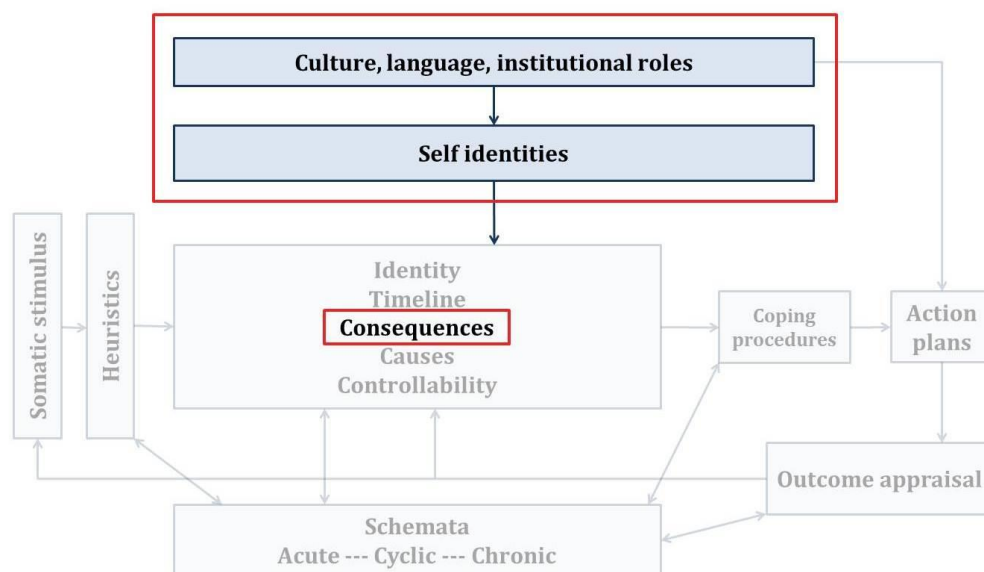 Culture, language, institutional roles
Self identities
Somatic stimulus
Heuristics
Identity
Timeline
Consequences
Causes
Controllability
Coping
procedures
Action
plans
Outcome appraisal
Schemata
Acute --- Cyclic --- Chronic